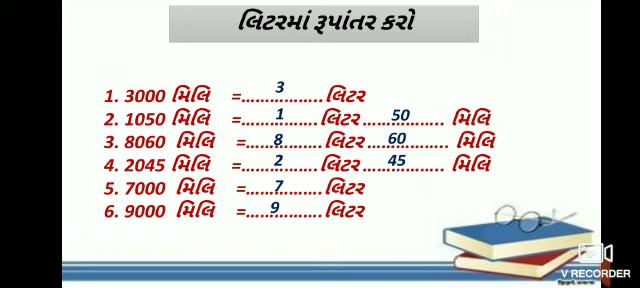 લિટરમાં રૂપાંતર કરો
1. 3000 મિલિ =........3.........લિટર
2. 1050 મિલિ =.......1.........લિટર.......50......... મિલિ
3. 8060 મિલિ =.......8.........લિટર.......60......... મિલિ
4. 2045 મિલિ =.......2.........લિટર.......45......... મિલિ
5. 7000 મિલિ =.......7.........લિટર
6. 9000 મિલિ =.......9.........લિટર
V RECORDER